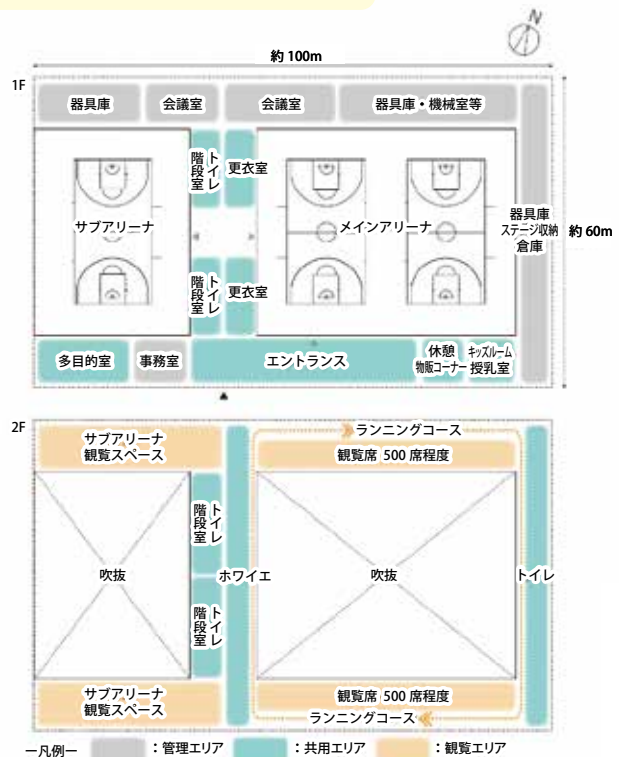 N
約 100m
1F
器具庫
会議室
会議室
器具庫・機械室等
トイレ
階段室
更衣室
サブアリーナ
メインアリーナ
器具庫
ステージ収納
倉庫
約 60m
トイレ
階段室
更衣室
多目的室
事務室
エントランス
休憩
物販コーナー
キッズルーム
授乳室
2F
サブアリーナ
観覧スペース
ランニングコース
観覧席 500 席程度
トイレ
階段室
吹抜
ホワイエ
吹抜
トイレ
トイレ
階段室
サブアリーナ
観覧スペース
観覧席 500 席程度
ランニングコース
ー凡例ー
：管理エリア
：共用エリア
：観覧エリア